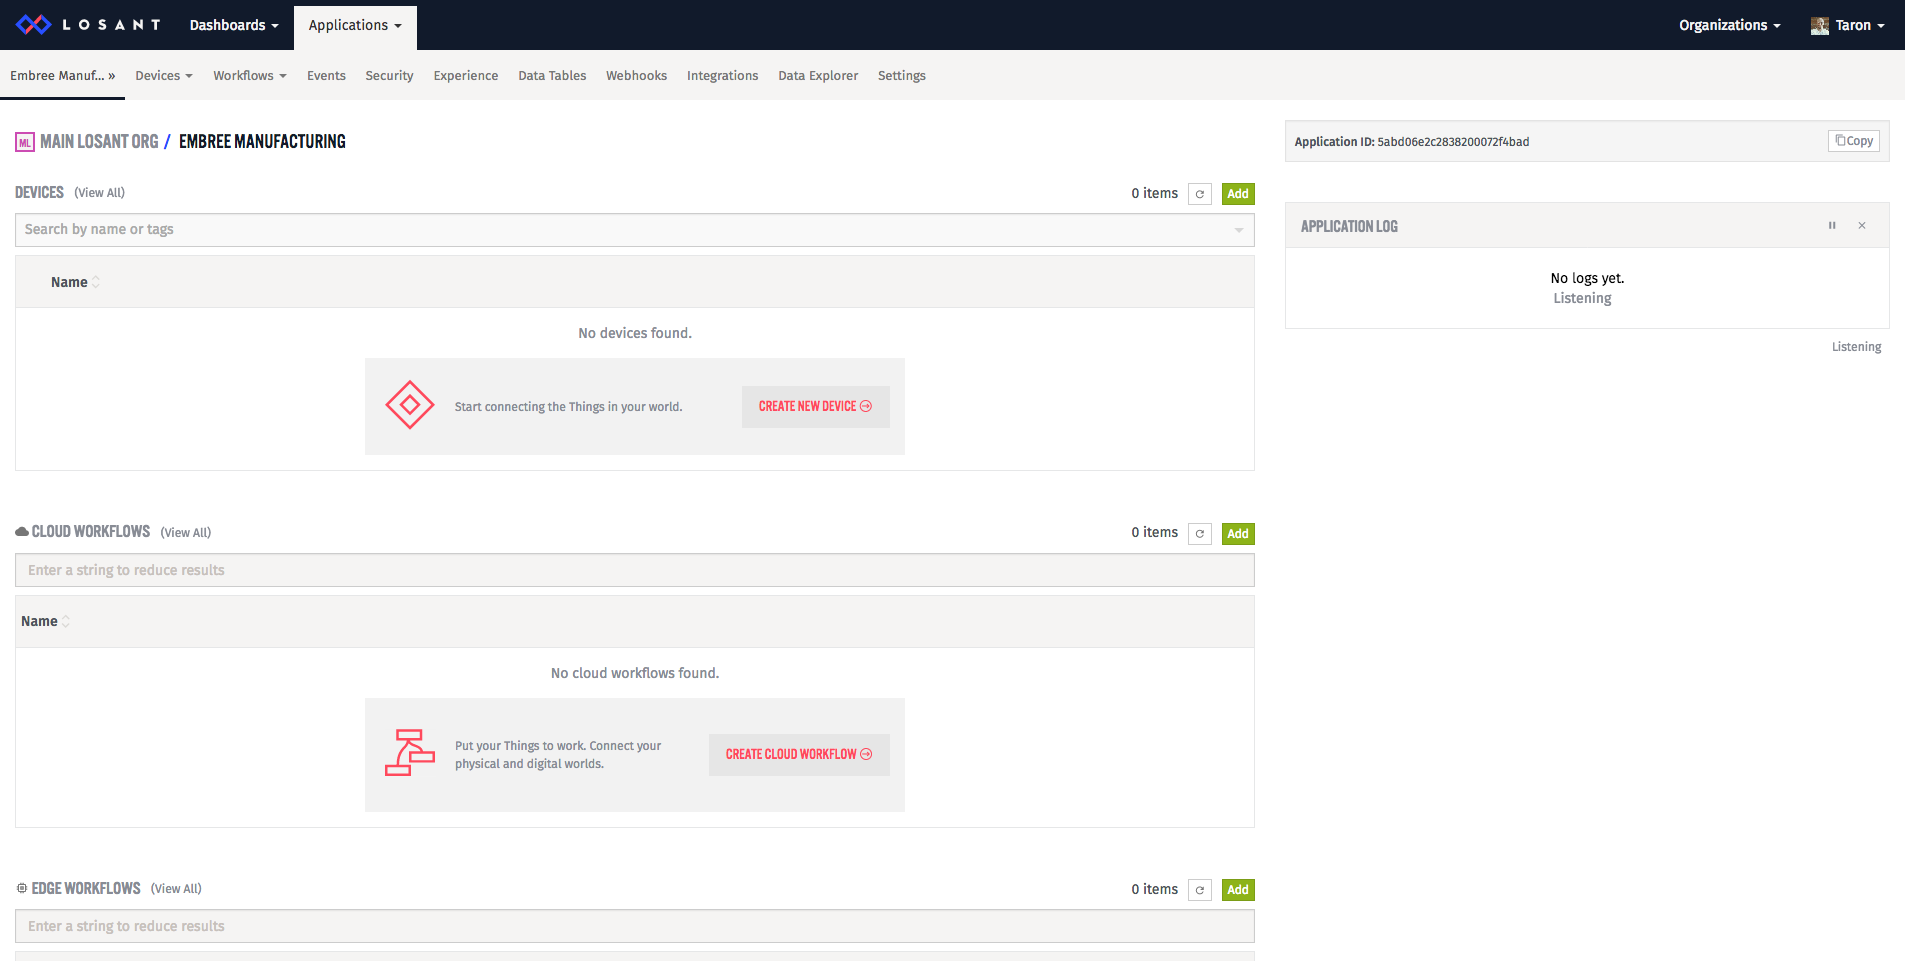 LOSANT Dashboards Applications Organizations Taron
Embree Manuf... » Devices Workflows Events Security Experience Data Tables Webhooks Integrations Data Explorer Settings
ML MAIN LOSANT ORG / EMBREE MANUFACTURING
Application ID: 5abd06e2c2838200072f4bad Copy
DEVICES (View All) 0 items Add
Search by name or tags
Name
No devices found.
Start connecting the Things in your world. CREATE NEW DEVICE
APPLICATION LOG
No logs yet.
Listening
Listening
CLOUD WORKFLOWS (View All) 0 items Add
Enter a string to reduce results
Name
No cloud workflows found.
Put your Things to work. Connect your
physical and digital worlds.
CREATE CLOUD WORKFLOW
EDGE WORKFLOWS (View All) 0 items Add
Enter a string to reduce results